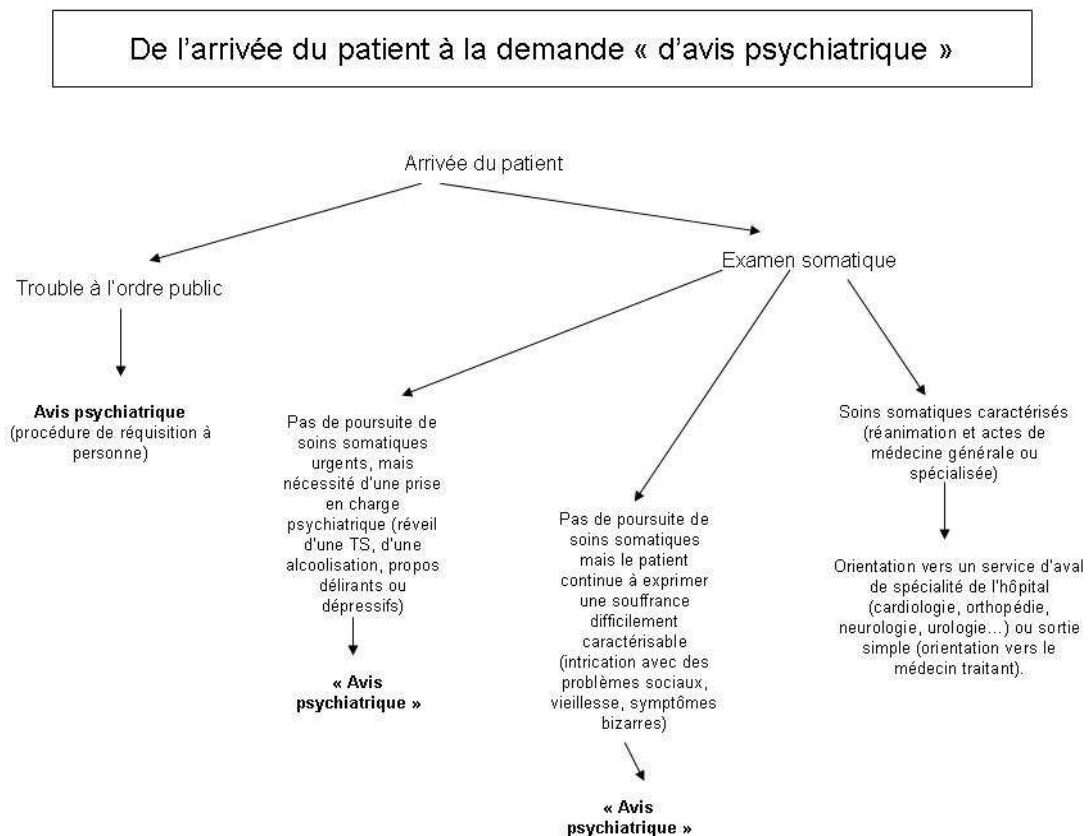 De l'arrivée du patient à la demande « d'avis psychiatrique »
Arrivée du patient
Trouble à l'ordre public
Examen somatique
Avis psychiatrique
(procédure de réquisition à
personne)
Pas de poursuite de
soins somatiques
urgents, mais
nécessité d'une prise
en charge
psychiatrique (réveil
d'une TS, d'une
alcoolisation, propos
délirants ou
dépressifs)
« Avis
psychiatrique »
Pas de poursuite de
soins somatiques
mais le patient
continue à exprimer
une souffrance
difficilement
caractérisable
(intrication avec des
problèmes sociaux,
vieillesse, symptômes
bizarres)
« Avis
psychiatrique »
Soins somatiques caractérisés
(réanimation et actes de
médecine générale ou
spécialisée)
Orientation vers un service d'aval
de spécialité de l'hôpital
(cardiologie, orthopédie,
neurologie, urologie...) ou sortie
simple (orientation vers le
médecin traitant).